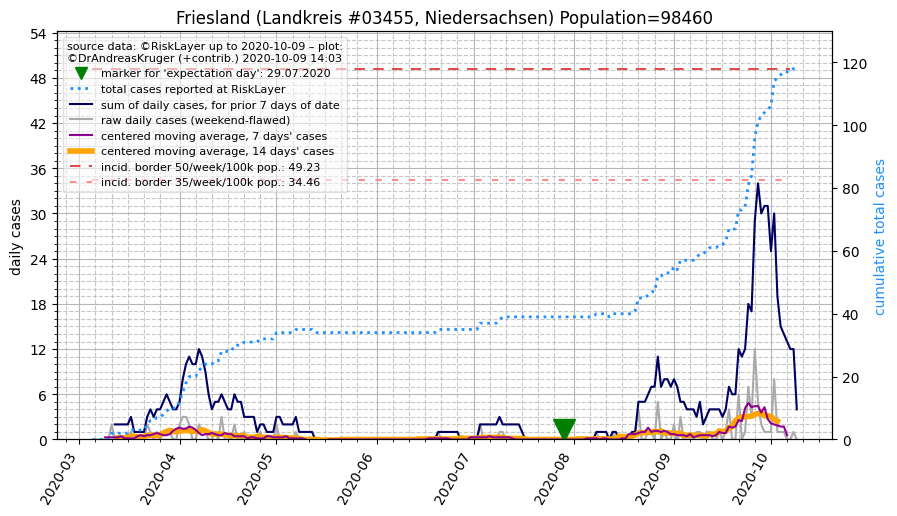 Friesland (Landkreis #03455, Niedersachsen) Population=98460
source data: ©RiskLayer up to 2020-10-09 – plot:
©DrAndreasKruger (+contrib.) 2020-10-09 14:03
marker for 'expectation day': 29.07.2020
total cases reported at RiskLayer
sum of daily cases, for prior 7 days of date
raw daily cases (weekend-flawed)
centered moving average, 7 days' cases
centered moving average, 14 days' cases
incid. border 50/week/100k pop.: 49.23
incid. border 35/week/100k pop.: 34.46
daily cases
54
48
42
36
30
24
18
12
6
0
cumulative total cases
120
100
80
60
40
20
0
2020-03
2020-04
2020-05
2020-06
2020-07
2020-08
2020-09
2020-10